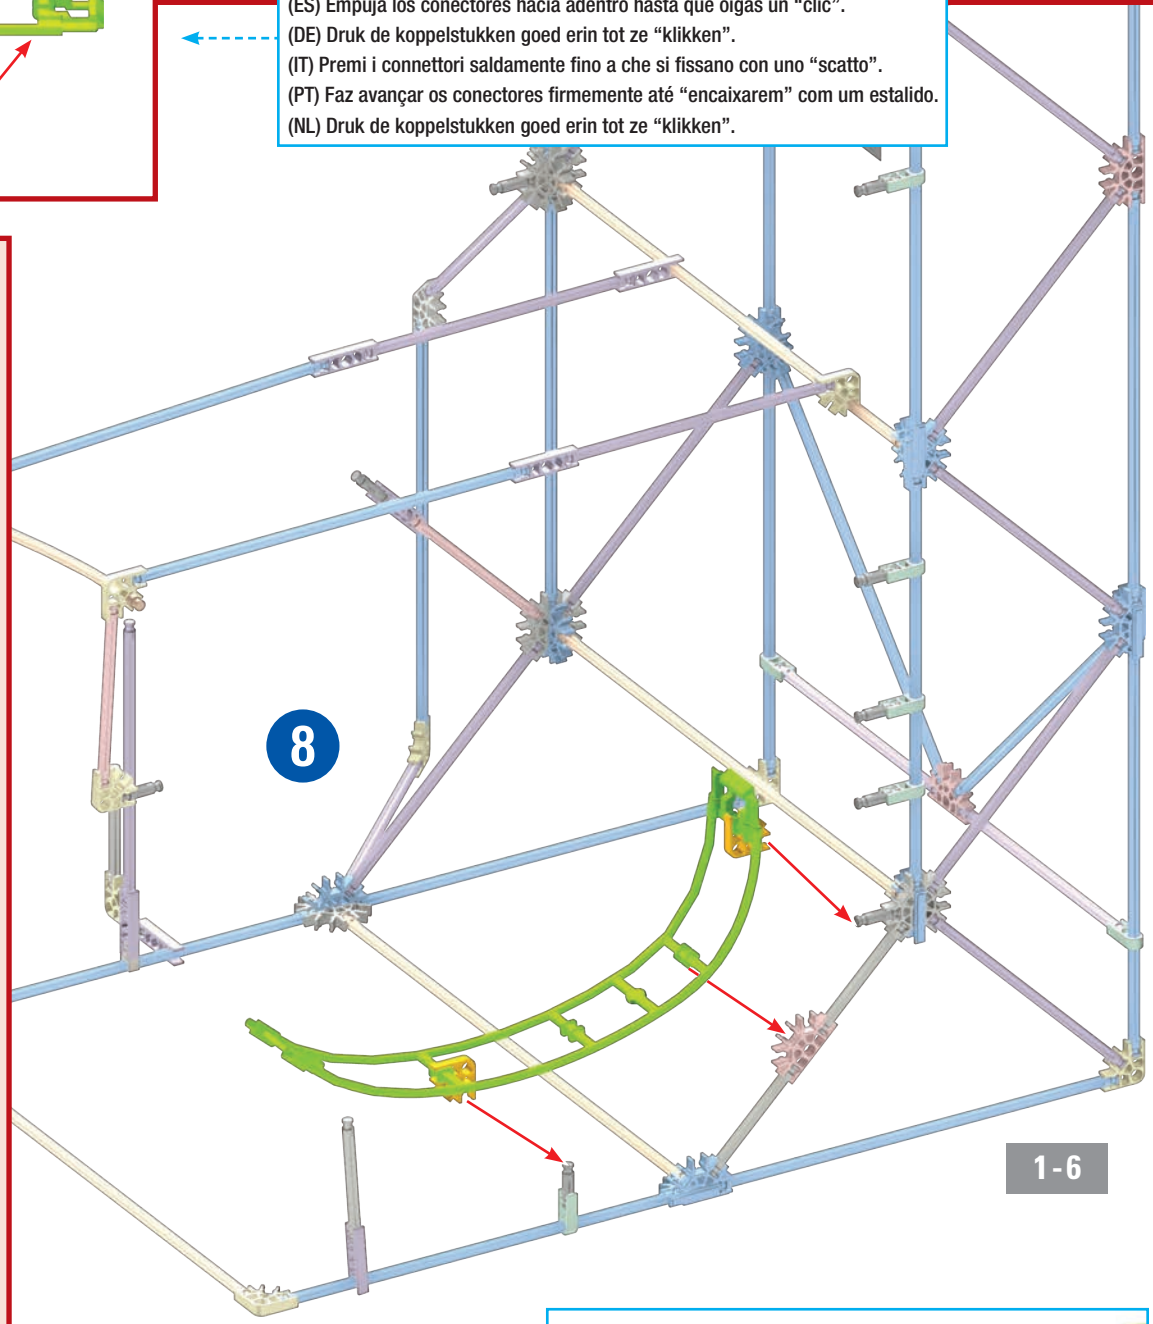 (ES) Empuja los conectores hacia adentro hasta que oigas un “clic”.
(DE) Druk de koppelstukken goed erin tot ze “klikken”.
(IT) Premi i connettori saldamente fino a che si fissano con uno “scatto”.
(PT) Faz avançar os conectores firmemente até “encaixarem” com um estalido.
(NL) Druk de koppelstukken goed erin tot ze “klikken”.
8
1-6